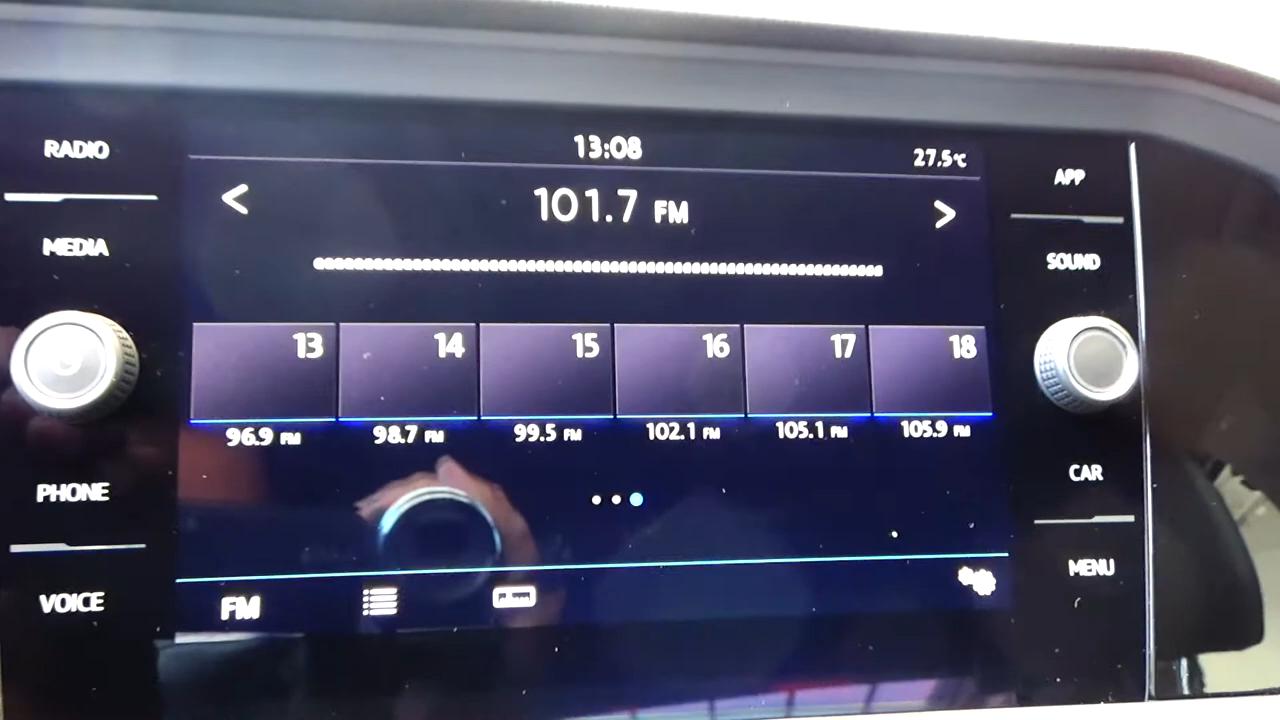 RADIO
MEDIA
PHONE
VOICE
13:08
27.5°C
< 101.7 FM >
13 14 15 16 17 18
96.9 FM 98.7 FM 99.5 FM 102.1 FM 105.1 FM 105.9 FM
FM
APP
SOUND
CAR
MENU